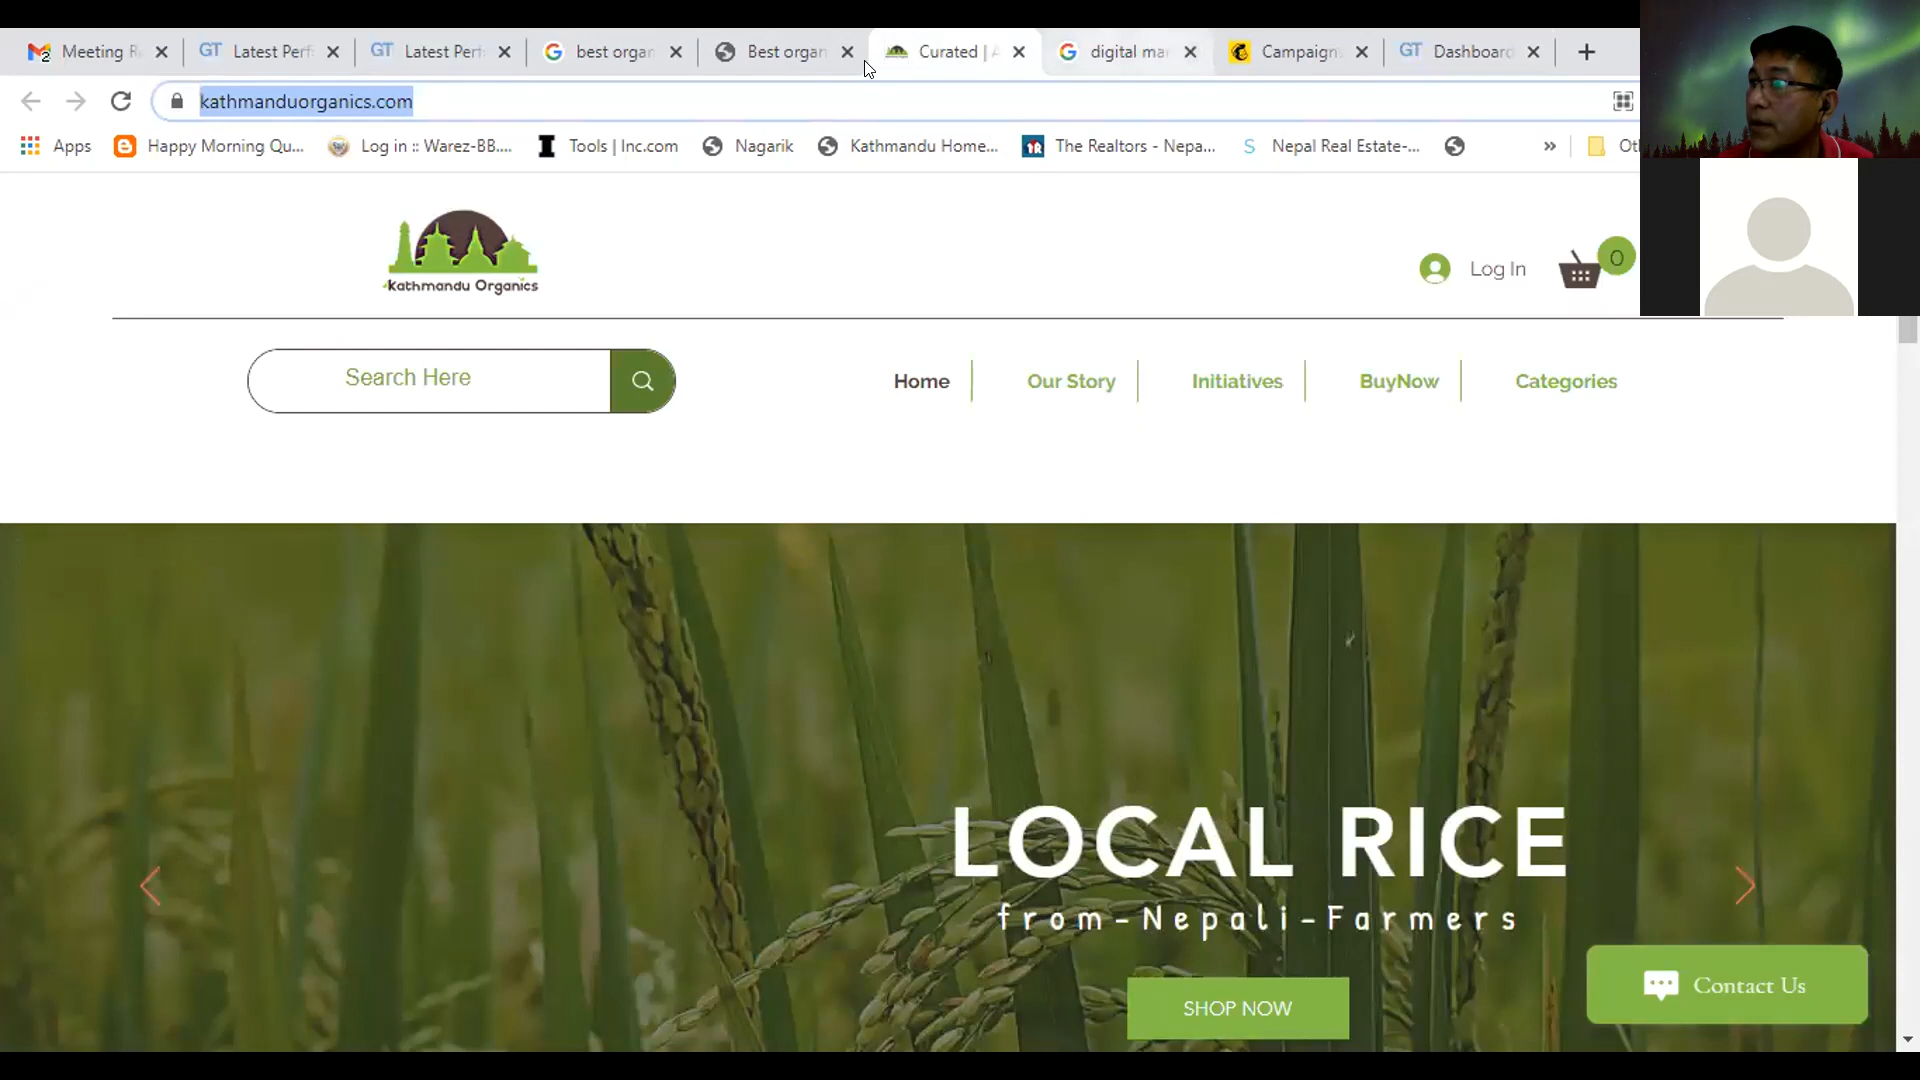 Meeting R
GT Latest Perf
GT Latest Perf
best organ
Best organ
Curated | A
digital mar
Campaign
GT Dashboard
kathmanduorganics.com
Apps
Happy Morning Qu...
Log in :: Warez-BB....
Tools | Inc.com
Nagarik
Kathmandu Home...
The Realtors - Nepa...
Nepal Real Estate-...
»
Kathmandu Organics
Log In
0
Search Here
Home
Our Story
Initiatives
BuyNow
Categories
LOCAL RICE
from-Nepali-Farmers
SHOP NOW
Contact Us